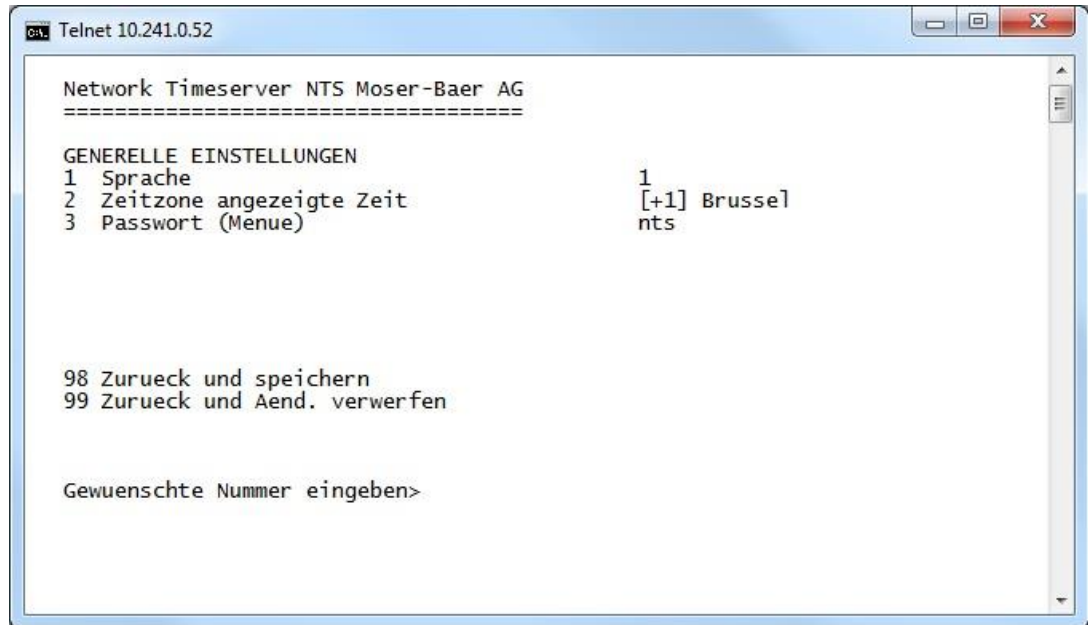 Telnet 10.241.0.52
Network Timeserver NTS Moser-Baer AG
====================================
GENERELLE EINSTELLUNGEN
1 Sprache 1
2 Zeitzone angezeigte Zeit [+1] Brussel
3 Passwort (Menue) nts
98 Zurueck und speichern
99 Zurueck und Aend. verwerfen
Gewuenschte Nummer eingeben>